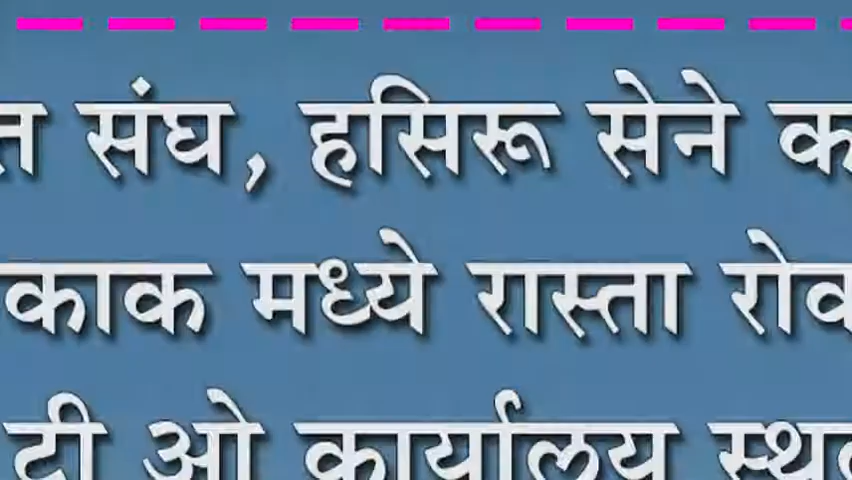 त संघ, हसिरू सेने क
काक मध्ये रास्ता रोव
टी ओ कार्यालय स्थ